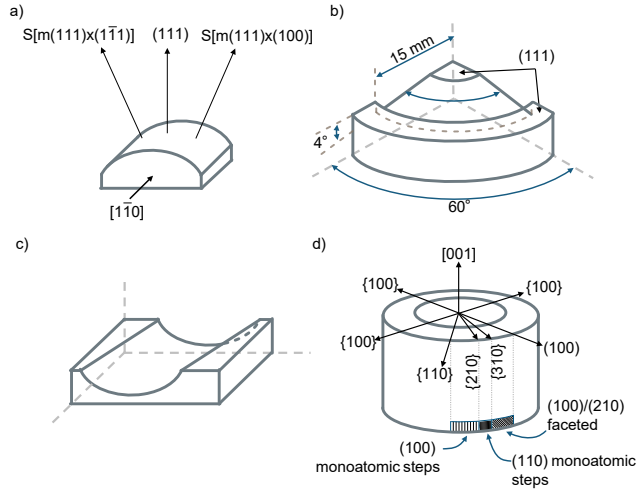 a)
S[m(111)x(11̅1)]
(111)
S[m(111)x(100)]
[11̅0]
b)
15 mm
(111)
4°
60°
c)
d)
[001]
{100}
{100}
{100}
(100)
{110}
{210}
{310}
(100)/(210)
faceted
(100)
monoatomic steps
(110) monoatomic
steps